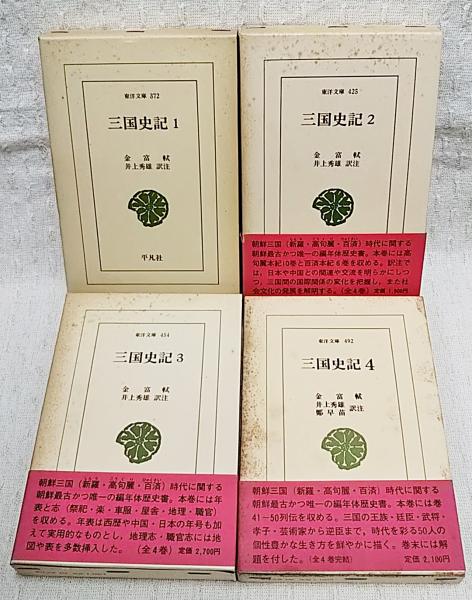 東洋文庫 372
三国史記 1
金富軾
井上秀雄 訳注
平凡社
東洋文庫 425
三国史記 2
金富軾
井上秀雄 訳注
朝鮮三国（新羅・高句麗・百済）時代に関する
朝鮮最古かつ唯一の編年体歴史書。本巻には高
句麗本紀10巻と百済本紀6巻を収める。訳注で
は、日本や中国との関連や交流を明らかにしつ
つ、三国間の国際関係の変化を把握し、また社
会文化の発展を解明する。（全4巻）定価1,900円
東洋文庫 454
三国史記 3
金富軾
井上秀雄 訳注
朝鮮三国（新羅・高句麗・百済）時代に関する
朝鮮最古かつ唯一の編年体歴史書。本巻には年
表と志（祭祀・楽・車服・屋舎・地理・職官）
を収める。年表は西暦や中国・日本の年号も加
えて実用的なものとし、地理志・職官志には地
図や表を多数挿入した。（全4巻） 定価2,700円
東洋文庫 492
三国史記 4
金富軾
井上秀雄 訳注
鄭早苗
朝鮮三国（新羅・高句麗・百済）時代に関する
朝鮮最古かつ唯一の編年体歴史書。本巻は巻
41〜50列伝を収める。三国の王族・廷臣・武将・
孝子・芸術家から逆臣まで、時代を彩る50人の
個性豊かな生き方を鮮やかに描く。巻末には解
題を付した。（全4巻完結） 定価2,100円